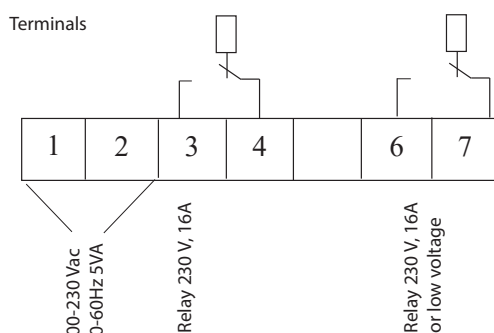 Terminals
1 2 3 4 6 7
00-230 Vac
0-60Hz 5VA
Relay 230 V, 16A
Relay 230 V, 16A
or low voltage